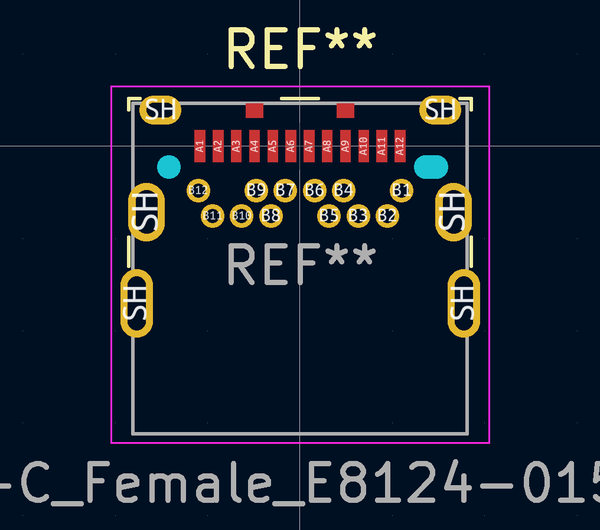 REF**
SH SH
A1 A2 A3 A4 A5 A6 A7 A8 A9 A10 A11 A12
B12 B9 B7 B6 B4 B1
SH SH
B11 B10 B8 B5 B3 B2
REF**
SH SH
-C_Female_E8124-015